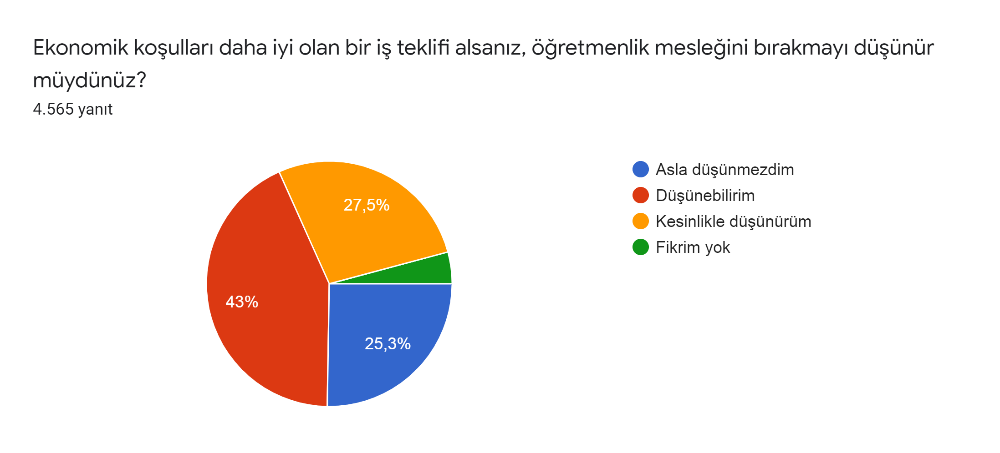 Ekonomik koşulları daha iyi olan bir iş teklifi alsanız, öğretmenlik mesleğini bırakmayı düşünür
müydünüz?
4.565 yanıt
27,5%
43%
25,3%
Asla düşünmezdim
Düşünebilirim
Kesinlikle düşünürüm
Fikrim yok